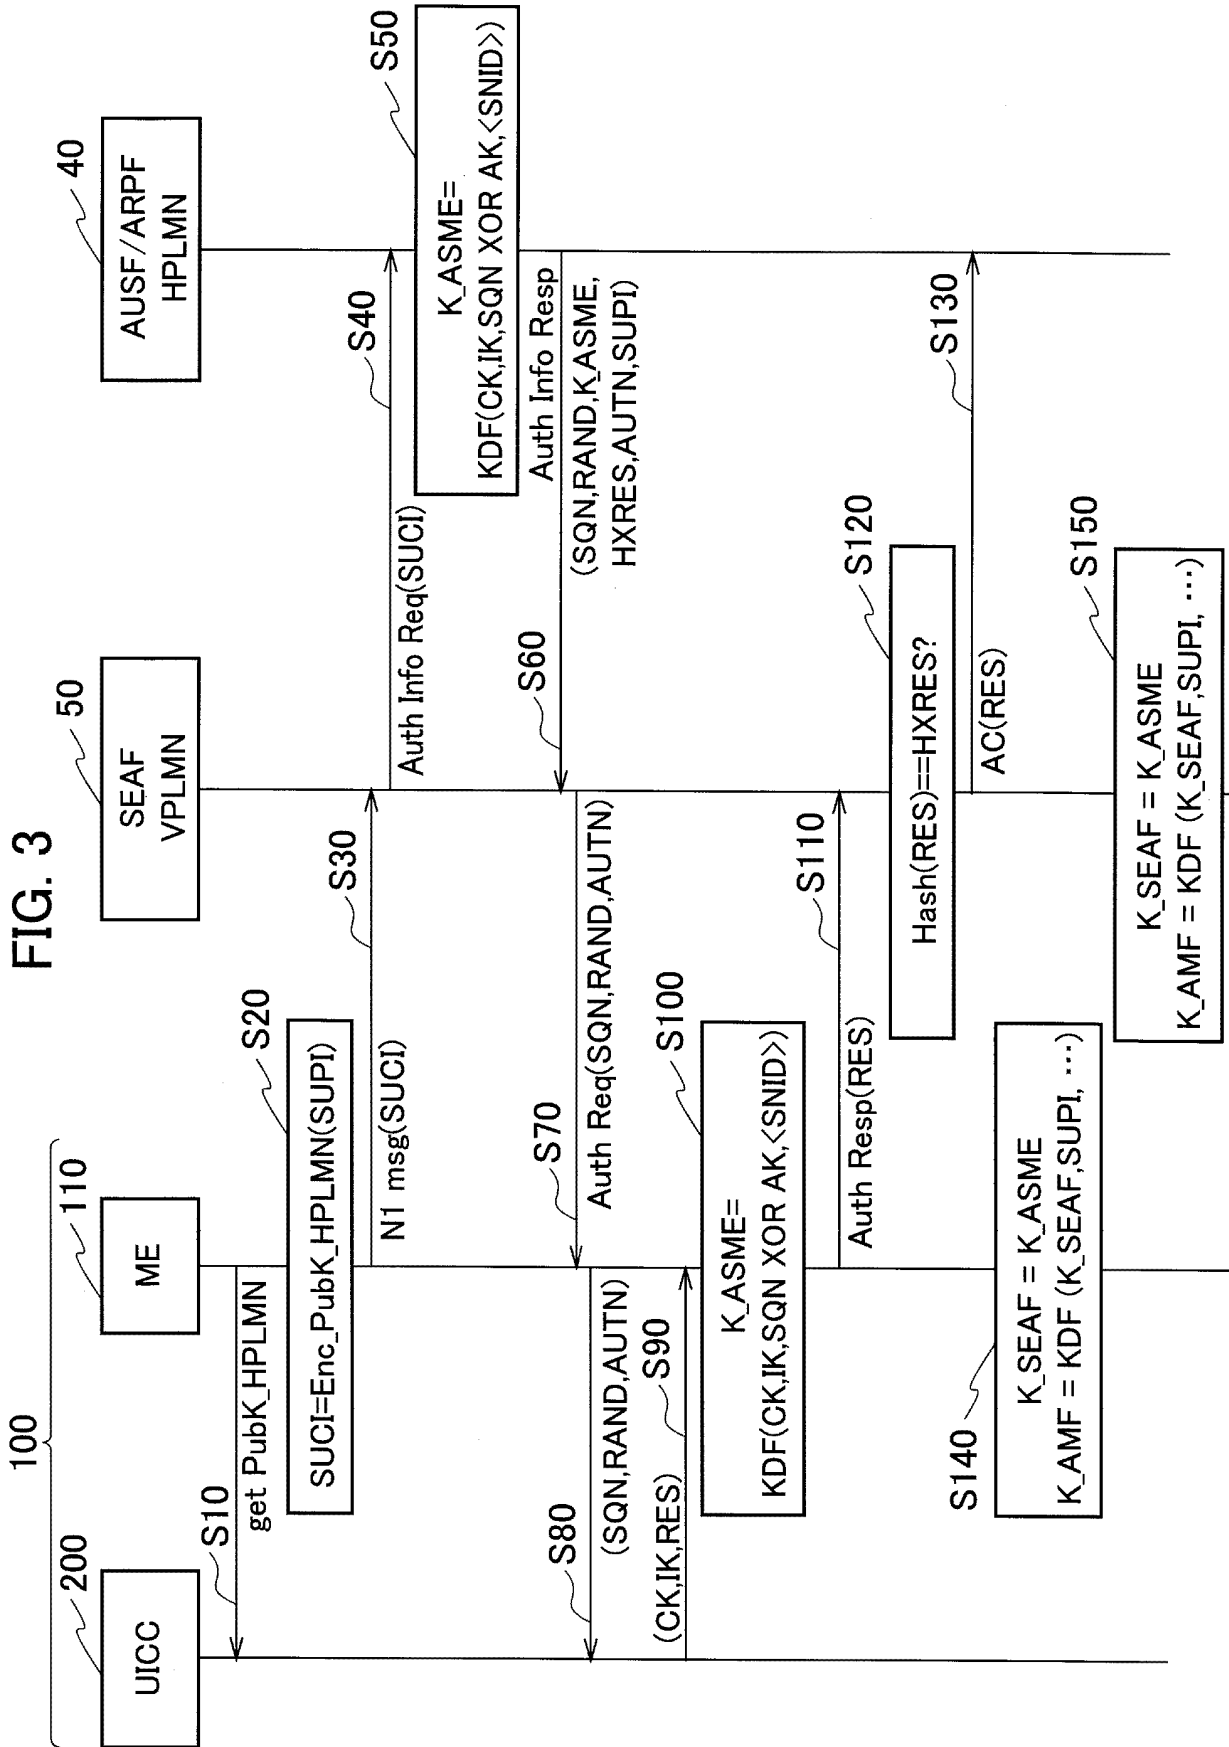 FIG. 3
100
200
110
50
40
UICC
ME
SEAF
VPLMN
AUSF/ARPF
HPLMN
S10
get PubK_HPLMN
S20
SUCI=Enc_PubK_HPLMN(SUPI)
S30
N1 msg(SUCI)
S40
Auth Info Req(SUCI)
S50
K_ASME=
KDF(CK,IK,SQN XOR AK,<SNID>)
S60
Auth Info Resp
(SQN,RAND,K_ASME,
HXRES,AUTN,SUPI)
S70
Auth Req(SQN,RAND,AUTN)
S80
(SQN,RAND,AUTN)
S90
(CK,IK,RES)
S100
K_ASME=
KDF(CK,IK,SQN XOR AK,<SNID>)
S110
Auth Resp(RES)
S120
Hash(RES)==HXRES?
S130
AC(RES)
S140
K_SEAF = K_ASME
K_AMF = KDF (K_SEAF,SUPI, ···)
S150
K_SEAF = K_ASME
K_AMF = KDF (K_SEAF,SUPI, ···)